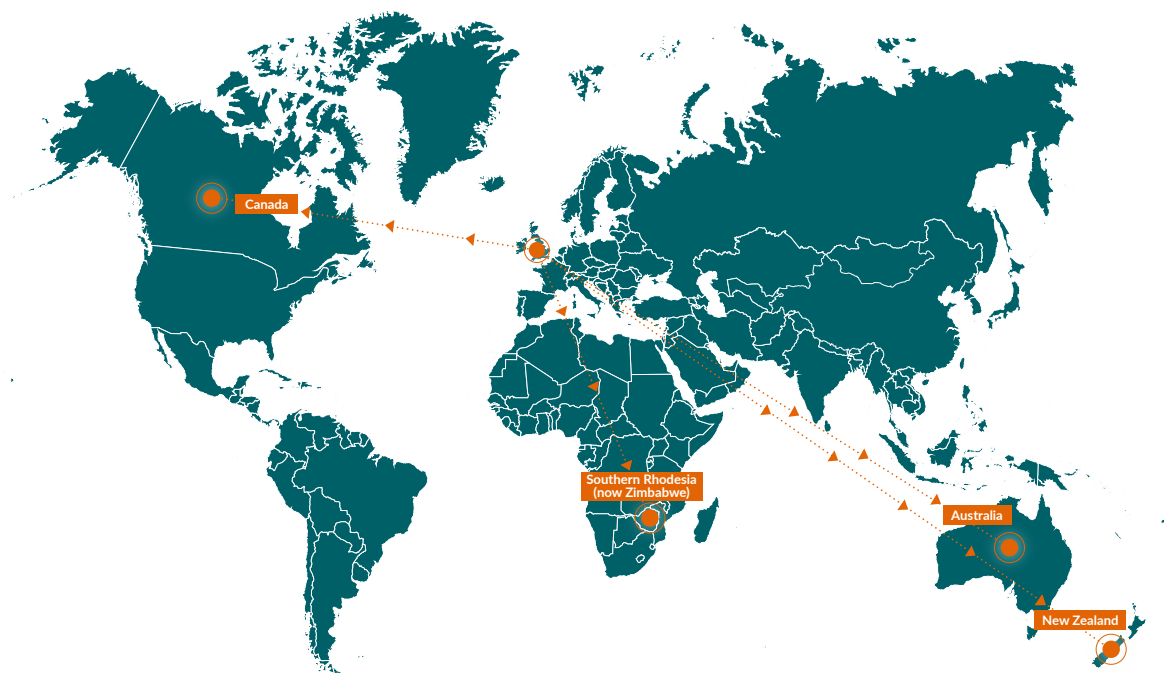 Canada
Southern Rhodesia
(now Zimbabwe)
Australia
New Zealand